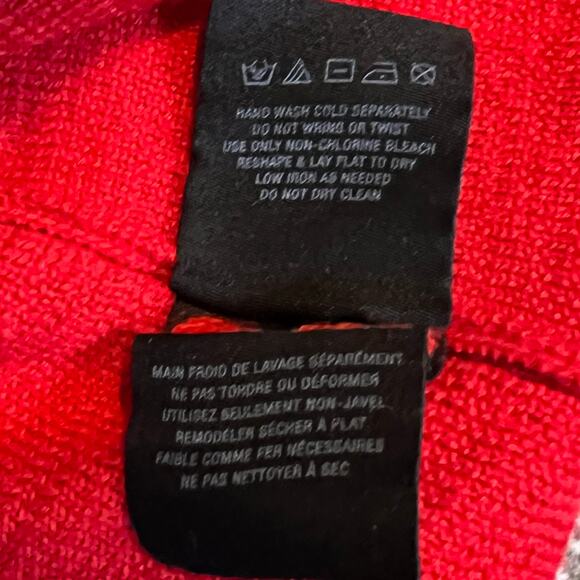 HAND WASH COLD SEPARATELY
DO NOT WRING OR TWIST
USE ONLY NON-CHLORINE BLEACH
RESHAPE & LAY FLAT TO DRY
LOW IRON AS NEEDED
DO NOT DRY CLEAN
MAIN FROID DE LAVAGE SÉPARÉMENT
NE PAS TORDRE OU DÉFORMER
UTILISEZ SEULEMENT NON-JAVEL
REMODELER SÉCHER À PLAT
FAIBLE COMME FER NÉCESSAIRES
NE PAS NETTOYER À SEC